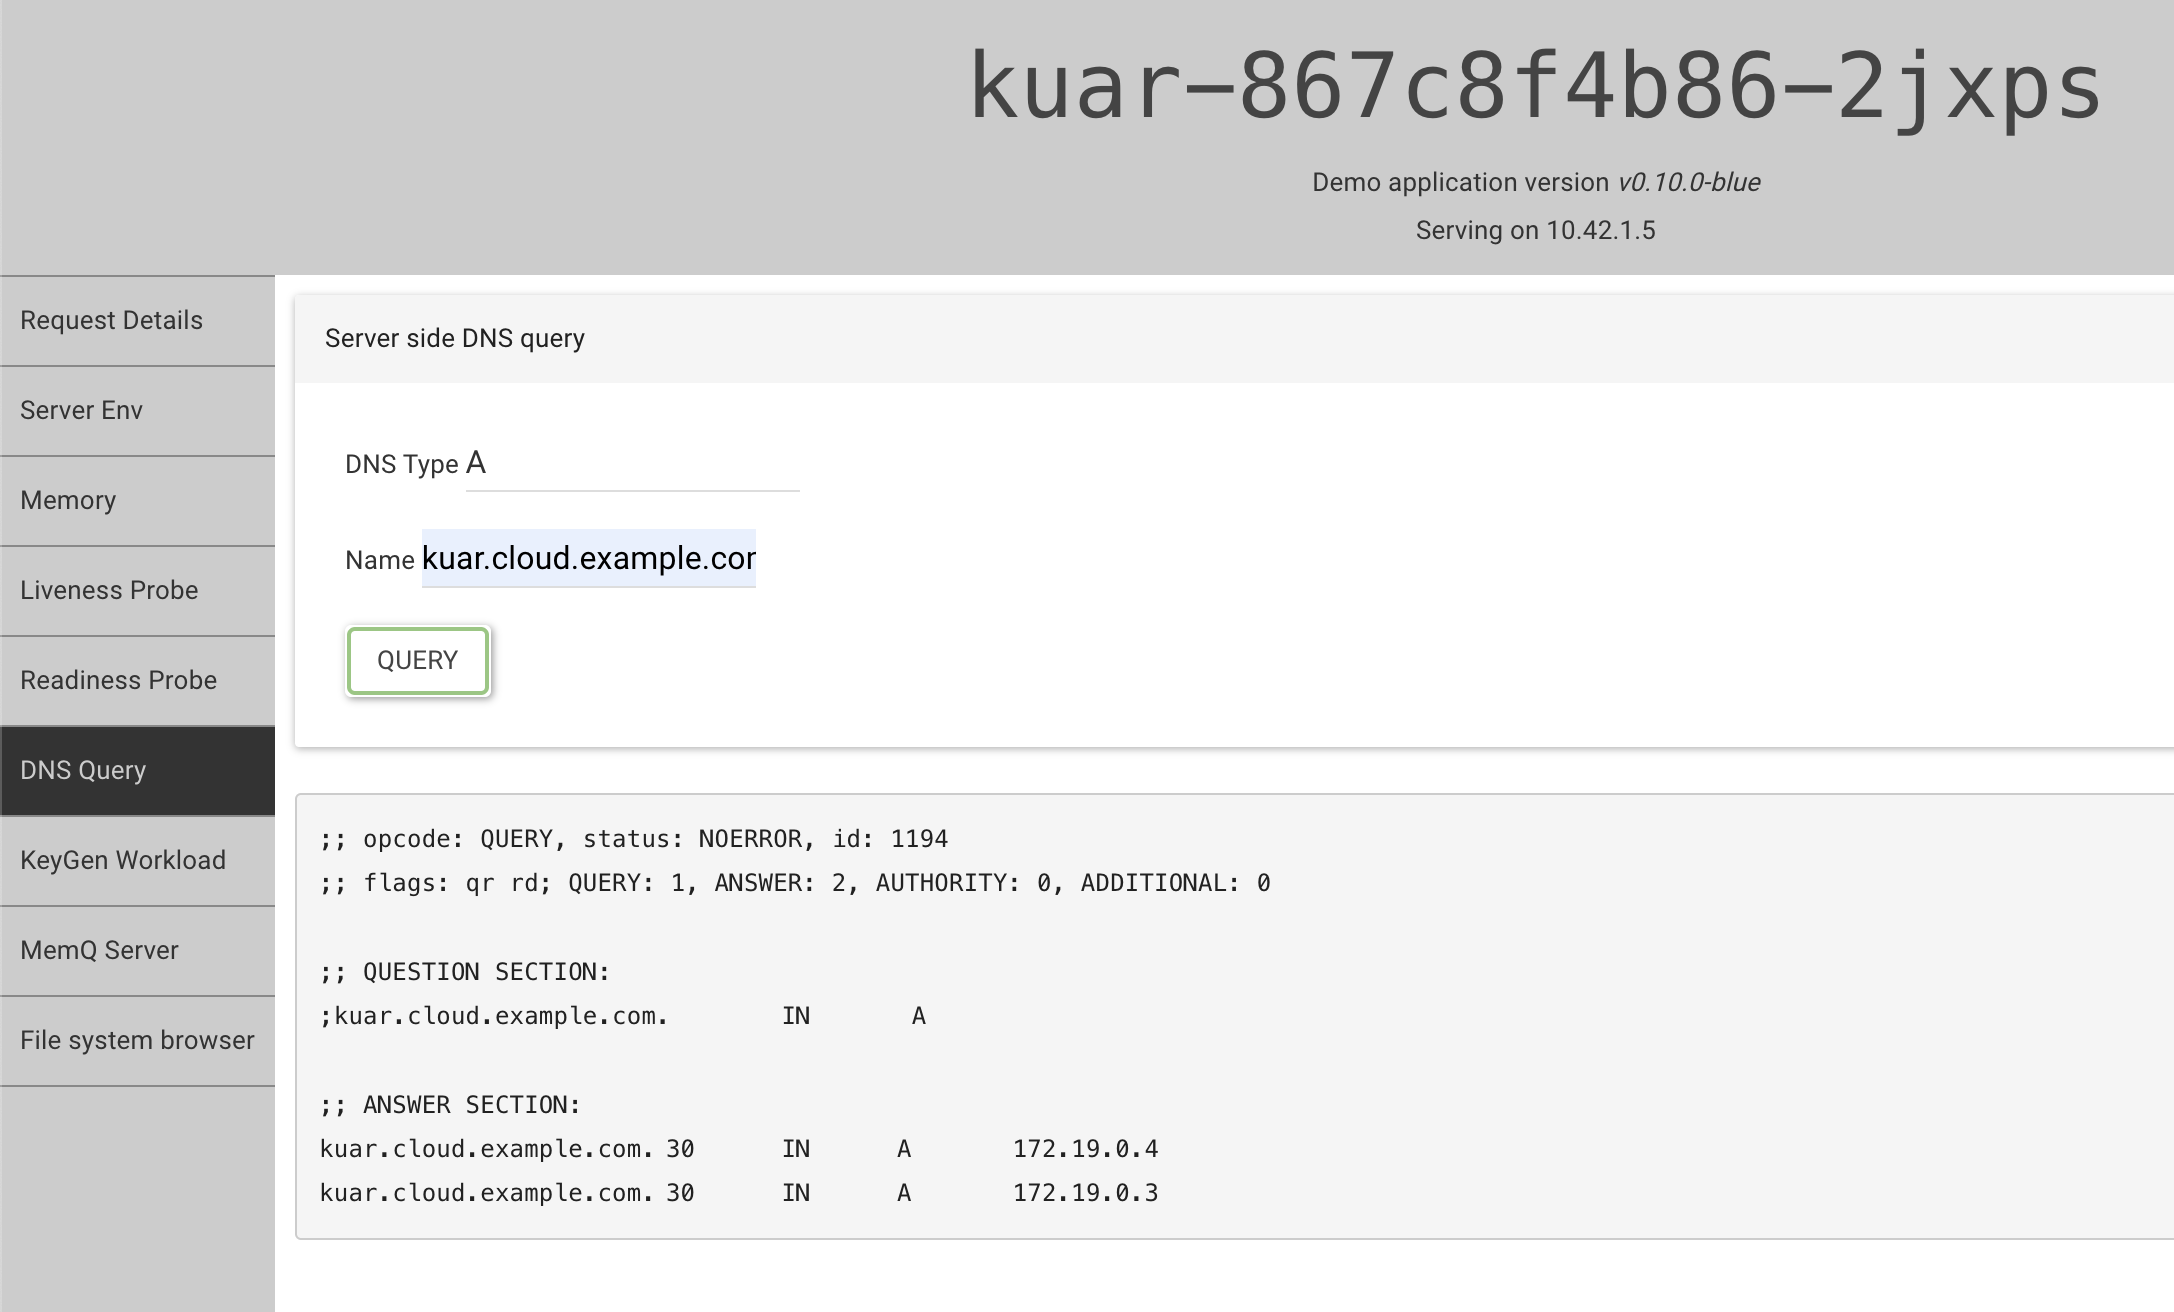 kuar-867c8f4b86-2jxps
Demo application version v0.10.0-blue
Serving on 10.42.1.5
Request Details
Server Env
Memory
Liveness Probe
Readiness Probe
DNS Query
KeyGen Workload
MemQ Server
File system browser
Server side DNS query
DNS Type A
Name kuar.cloud.example.com
QUERY
;; opcode: QUERY, status: NOERROR, id: 1194
;; flags: qr rd; QUERY: 1, ANSWER: 2, AUTHORITY: 0, ADDITIONAL: 0
;; QUESTION SECTION:
;kuar.cloud.example.com. IN A
;; ANSWER SECTION:
kuar.cloud.example.com. 30 IN A 172.19.0.4
kuar.cloud.example.com. 30 IN A 172.19.0.3